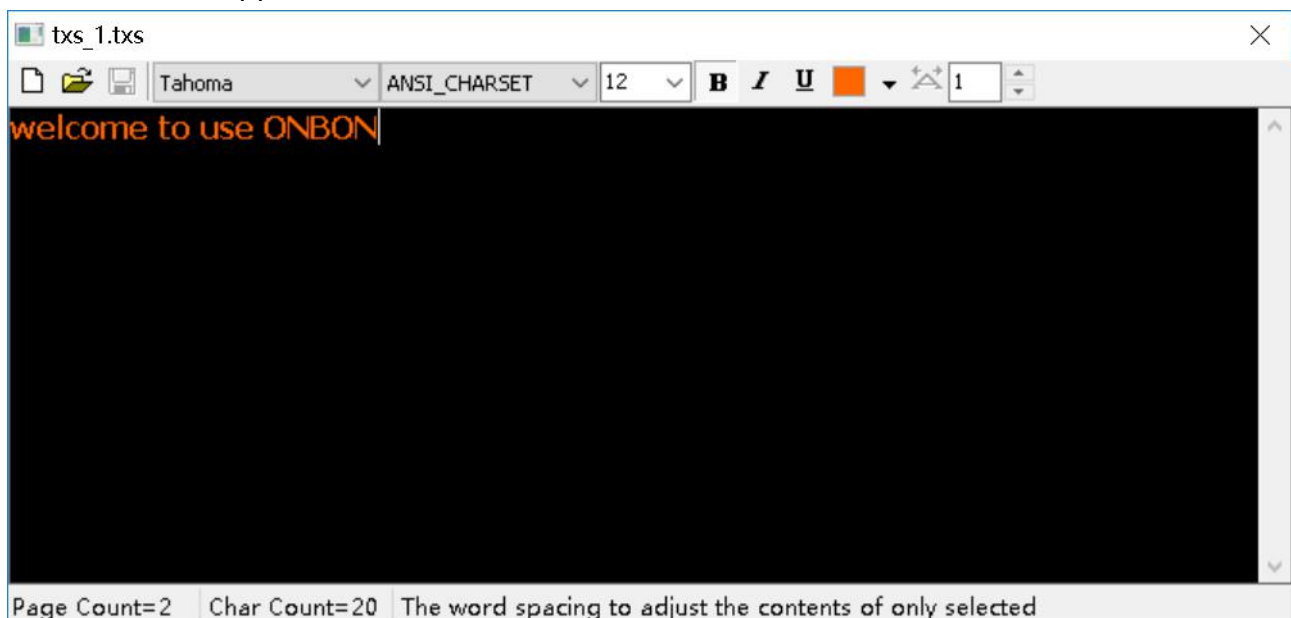 txs_1.txs
Tahoma ANSI_CHARSET 12 B I U 1
welcome to use ONBON
Page Count=2 Char Count=20 The word spacing to adjust the contents of only selected